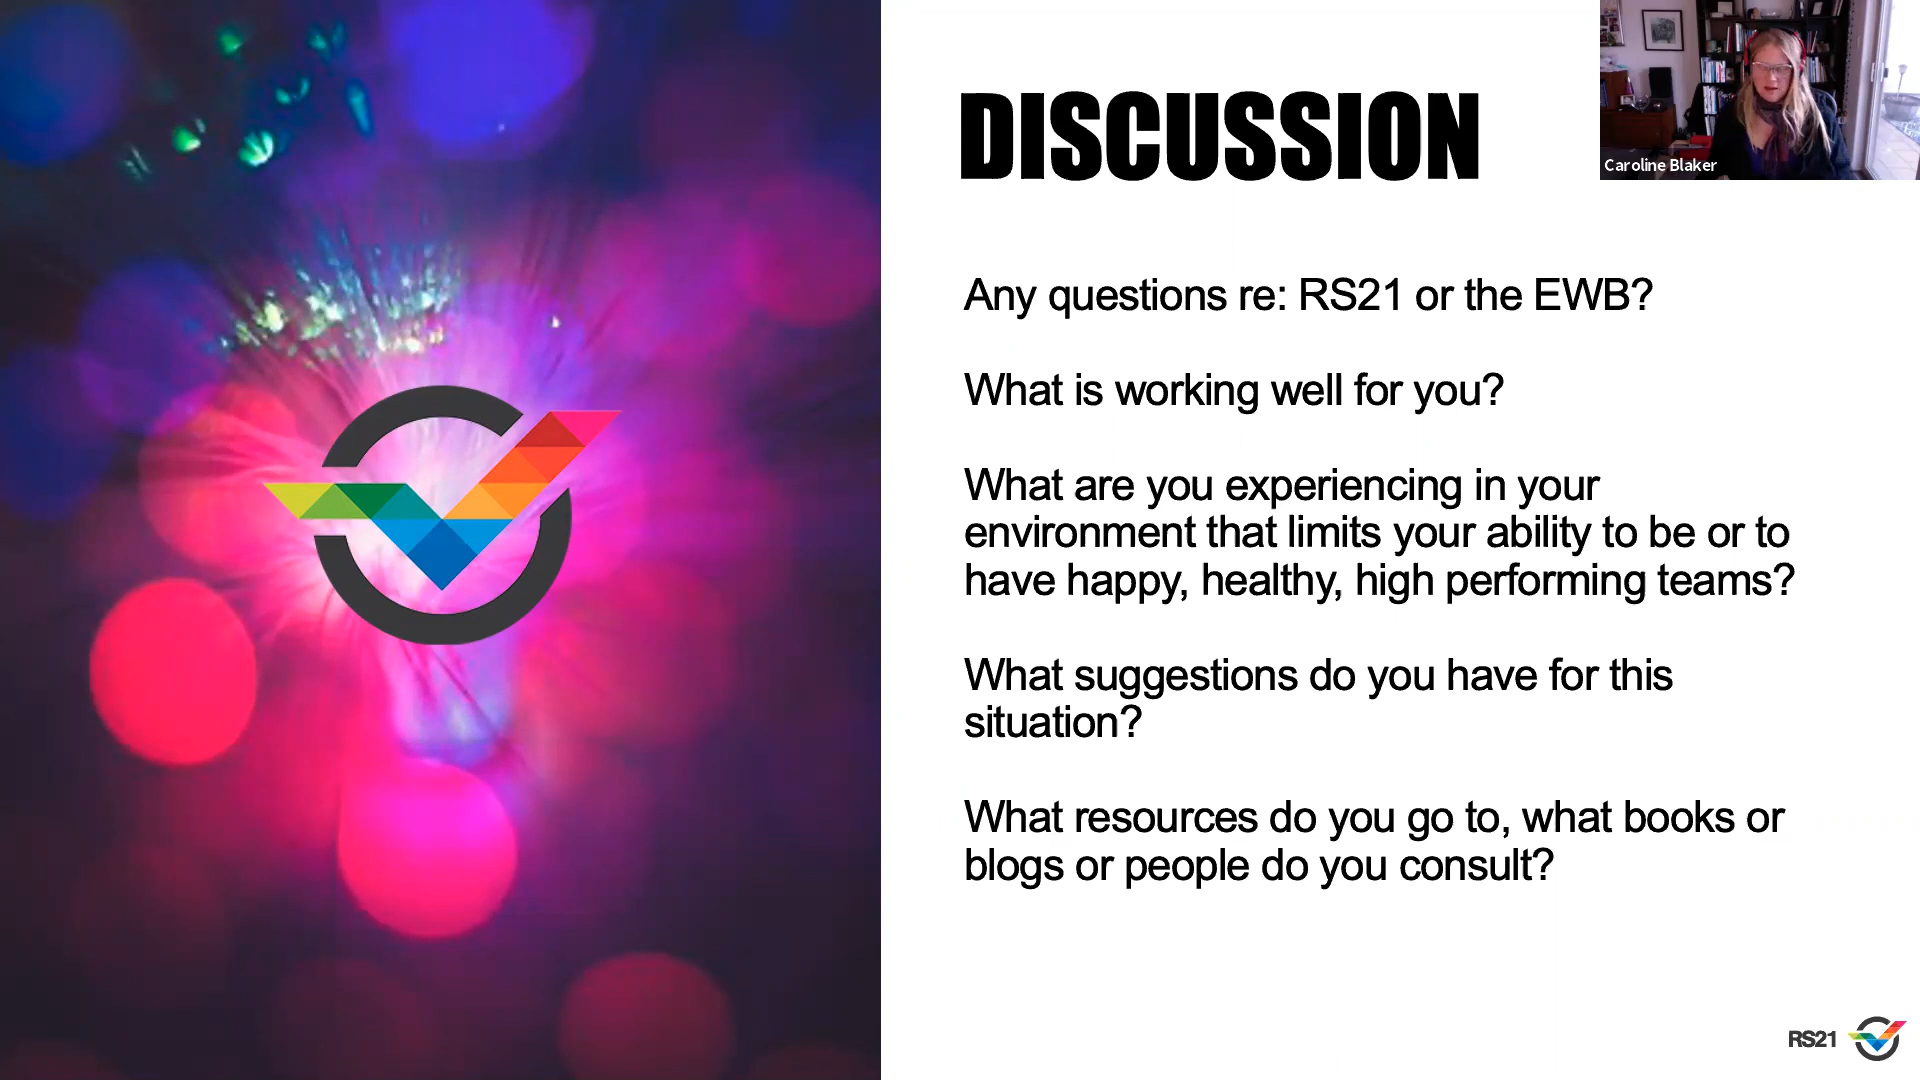 DISCUSSION
Caroline Blaker
Any questions re: RS21 or the EWB?
What is working well for you?
What are you experiencing in your
environment that limits your ability to be or to
have happy, healthy, high performing teams?
What suggestions do you have for this
situation?
What resources do you go to, what books or
blogs or people do you consult?
RS21